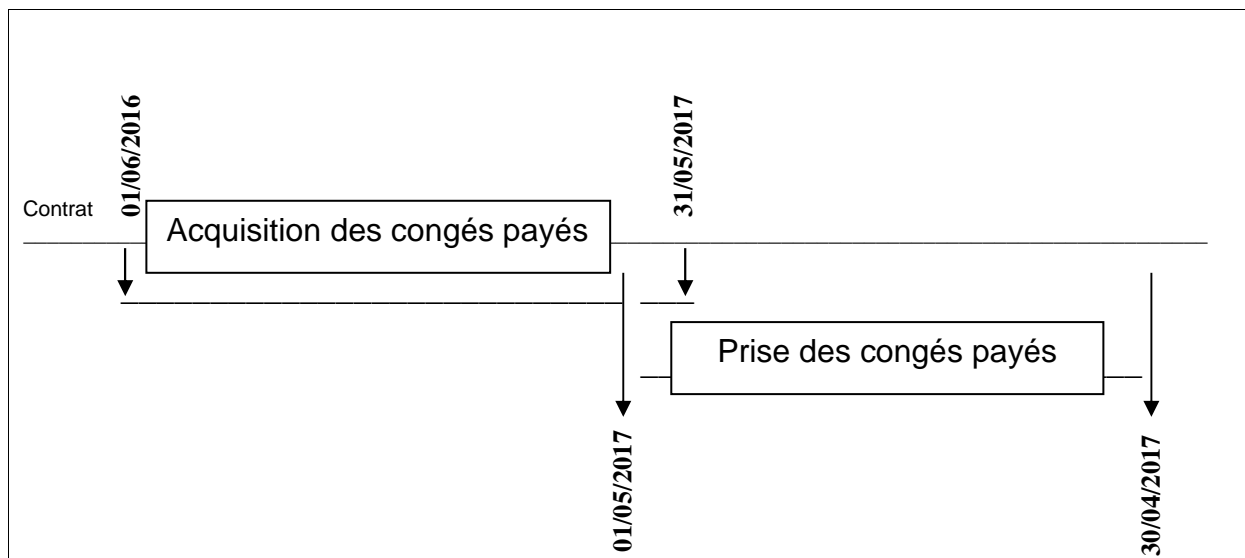 01/06/2016
31/05/2017
Contrat
Acquisition des congés payés
Prise des congés payés
01/05/2017
30/04/2017